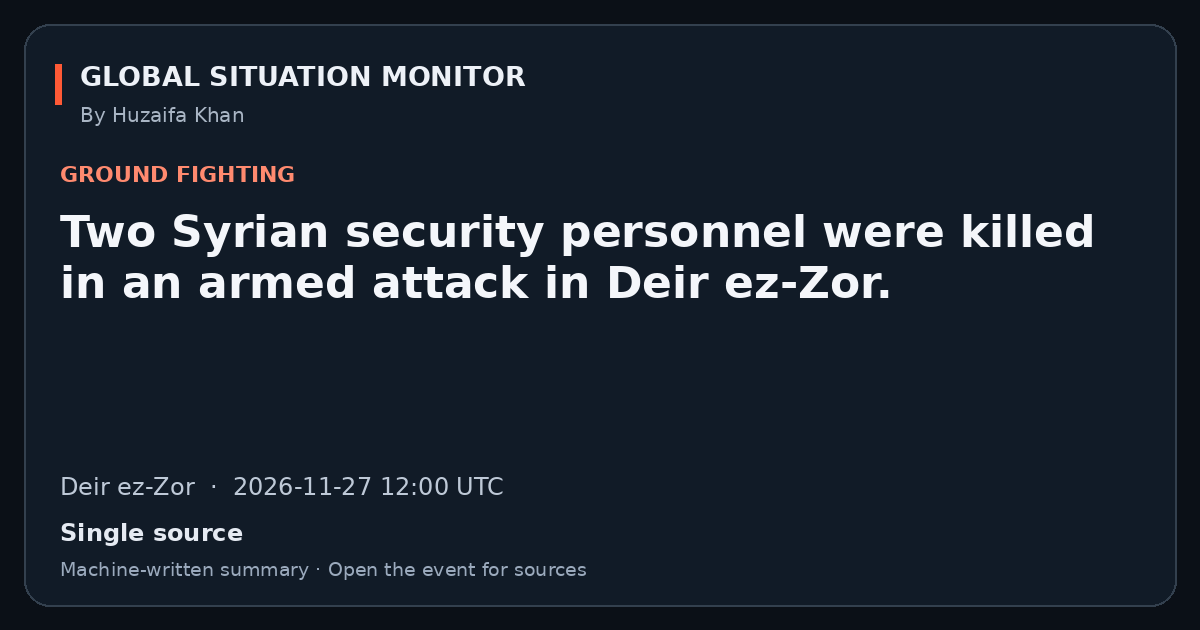 GLOBAL SITUATION MONITOR
By Huzaifa Khan
GROUND FIGHTING
Two Syrian security personnel were killed
in an armed attack in Deir ez-Zor.
Deir ez-Zor · 2026-11-27 12:00 UTC
Single source
Machine-written summary · Open the event for sources